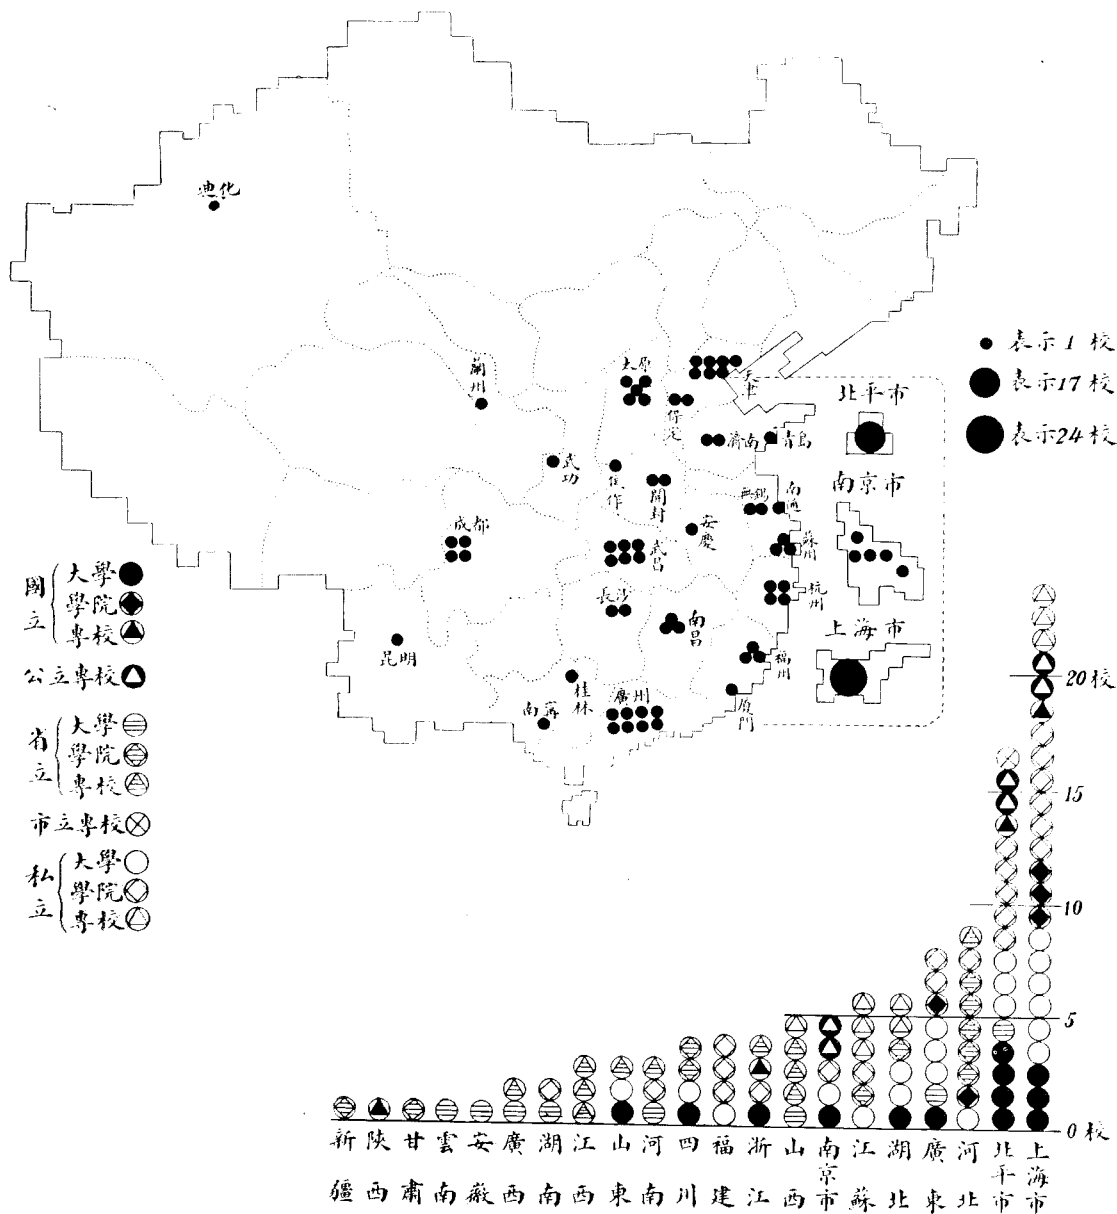 迪化
蘭州
太原
天津
保定
濟南
青島
武功
焦作
開封
無錫
南通
安慶
蘇州
成都
武昌
杭州
長沙
南昌
昆明
桂林
福州
南寧
廣州
厦門
北平市
南京市
上海市
表示1校
表示17校
表示24校
國立
大學
學院
專校
公立專校
省立
大學
學院
專校
市立專校
私立
大學
學院
專校
20校
15
10
5
0校
新疆
陝西
甘肅
雲南
安徽
廣西
湖南
江西
山東
河南
四川
福建
浙江
山西
南京市
江蘇
湖北
廣東
河北
北平市
上海市